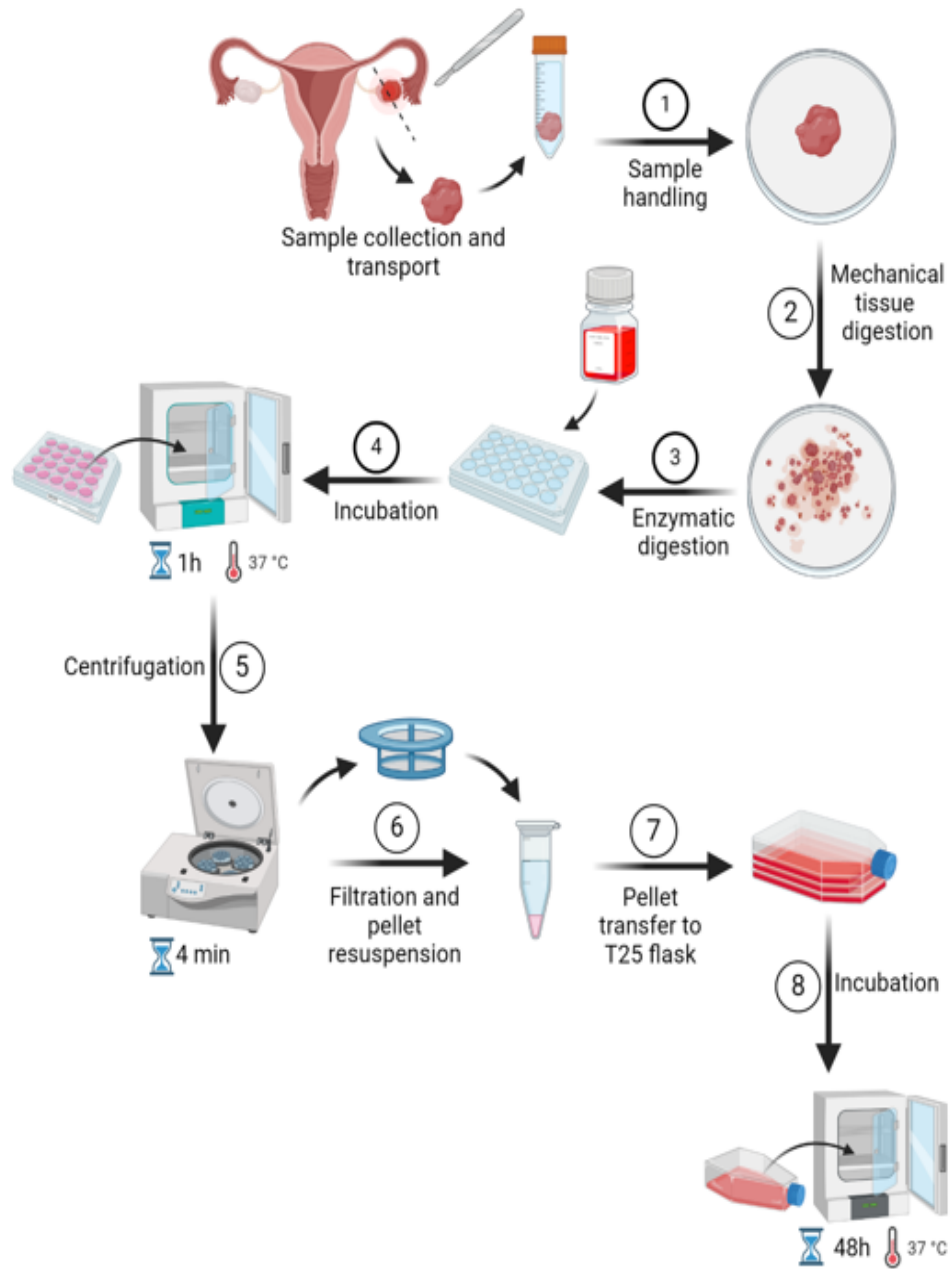 Sample collection and
transport
1
Sample
handling
2
Mechanical
tissue
digestion
3
Enzymatic
digestion
4
Incubation
1h
37 °C
Centrifugation
5
4 min
6
Filtration and
pellet
resuspension
7
Pellet
transfer to
T25 flask
8
Incubation
48h
37 °C